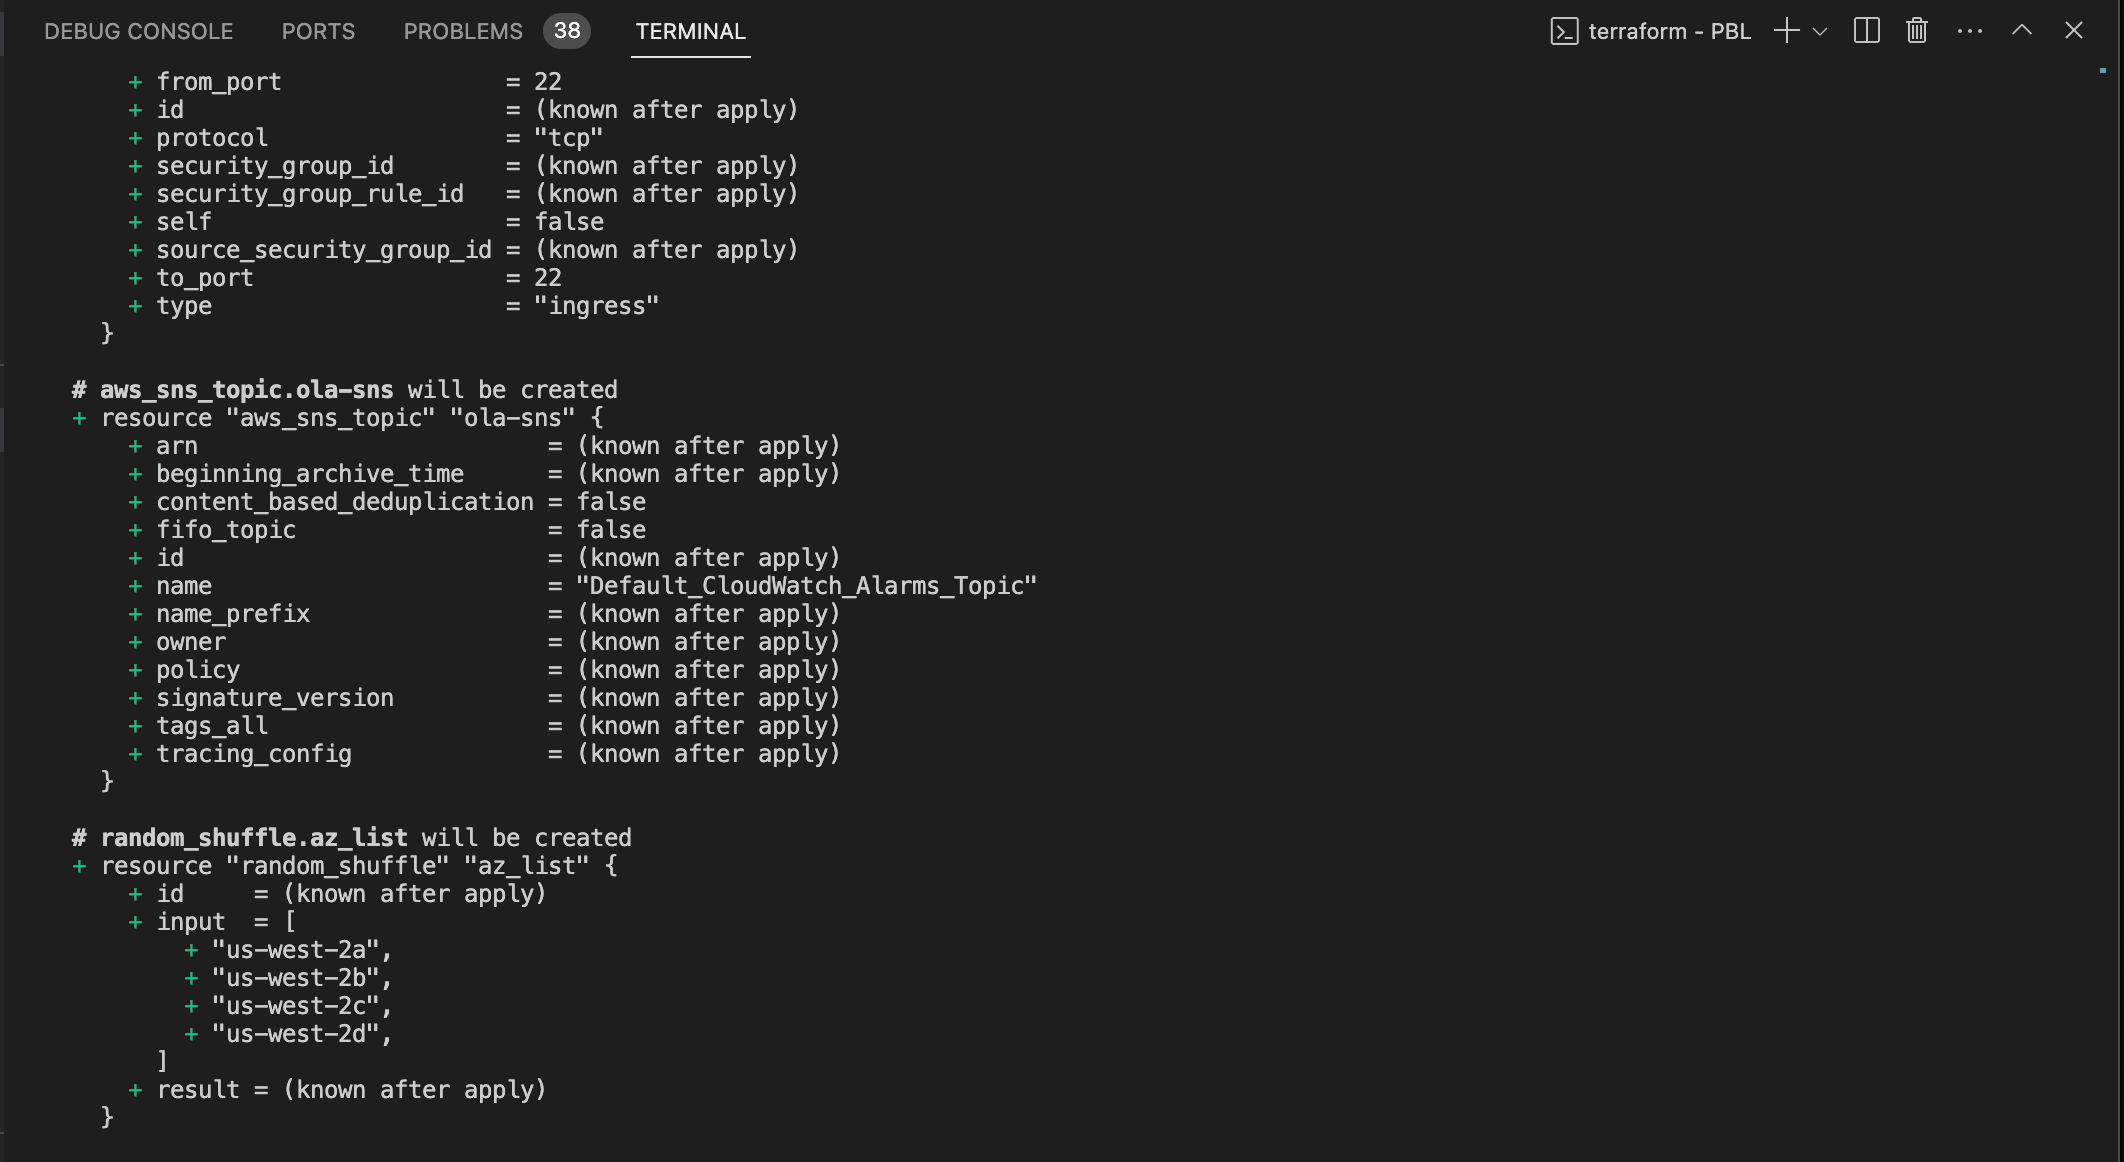 DEBUG CONSOLE PORTS PROBLEMS 38 TERMINAL terraform - PBL
+ from_port = 22
+ id = (known after apply)
+ protocol = "tcp"
+ security_group_id = (known after apply)
+ security_group_rule_id = (known after apply)
+ self = false
+ source_security_group_id = (known after apply)
+ to_port = 22
+ type = "ingress"
}
# aws_sns_topic.ola-sns will be created
+ resource "aws_sns_topic" "ola-sns" {
+ arn = (known after apply)
+ beginning_archive_time = (known after apply)
+ content_based_deduplication = false
+ fifo_topic = false
+ id = (known after apply)
+ name = "Default_CloudWatch_Alarms_Topic"
+ name_prefix = (known after apply)
+ owner = (known after apply)
+ policy = (known after apply)
+ signature_version = (known after apply)
+ tags_all = (known after apply)
+ tracing_config = (known after apply)
}
# random_shuffle.az_list will be created
+ resource "random_shuffle" "az_list" {
+ id = (known after apply)
+ input = [
+ "us-west-2a",
+ "us-west-2b",
+ "us-west-2c",
+ "us-west-2d",
]
+ result = (known after apply)
}